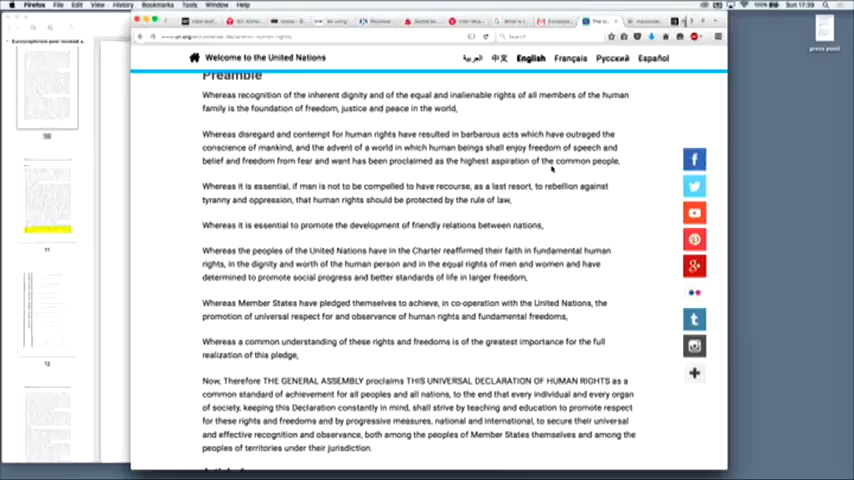 Firefox File Edit View History Bookmarks Tools Window Help
100% Sun 17:39
Search
Welcome to the United Nations
العربية 中文 English Français Русский Español
Preamble
Whereas recognition of the inherent dignity and of the equal and inalienable rights of all members of the human
family is the foundation of freedom, justice and peace in the world,
Whereas disregard and contempt for human rights have resulted in barbarous acts which have outraged the
conscience of mankind, and the advent of a world in which human beings shall enjoy freedom of speech and
belief and freedom from fear and want has been proclaimed as the highest aspiration of the common people,
Whereas it is essential, if man is not to be compelled to have recourse, as a last resort, to rebellion against
tyranny and oppression, that human rights should be protected by the rule of law,
Whereas it is essential to promote the development of friendly relations between nations,
Whereas the peoples of the United Nations have in the Charter reaffirmed their faith in fundamental human
rights, in the dignity and worth of the human person and in the equal rights of men and women and have
determined to promote social progress and better standards of life in larger freedom,
Whereas Member States have pledged themselves to achieve, in co-operation with the United Nations, the
promotion of universal respect for and observance of human rights and fundamental freedoms,
Whereas a common understanding of these rights and freedoms is of the greatest importance for the full
realization of this pledge,
Now, Therefore THE GENERAL ASSEMBLY proclaims THIS UNIVERSAL DECLARATION OF HUMAN RIGHTS as a
common standard of achievement for all peoples and all nations, to the end that every individual and every organ
of society, keeping this Declaration constantly in mind, shall strive by teaching and education to promote respect
for these rights and freedoms and by progressive measures, national and international, to secure their universal
and effective recognition and observance, both among the peoples of Member States themselves and among the
peoples of territories under their jurisdiction.
10
11
12
press point